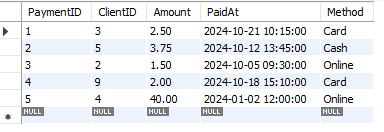 PaymentID ClientID Amount PaidAt Method
1 3 2.50 2024-10-21 10:15:00 Card
2 5 3.75 2024-10-12 13:45:00 Cash
3 2 1.50 2024-10-05 09:30:00 Online
4 9 2.00 2024-10-18 15:10:00 Card
5 4 40.00 2024-01-02 12:00:00 Online
NULL NULL NULL NULL NULL